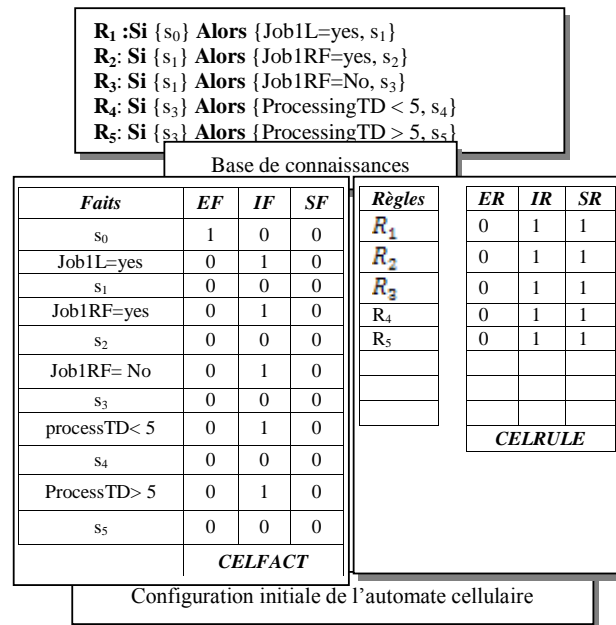 R1 :Si {s0} Alors {Job1L=yes, s1}
R2: Si {s1} Alors {Job1RF=yes, s2}
R3: Si {s1} Alors {Job1RF=No, s3}
R4: Si {s3} Alors {ProcessingTD < 5, s4}
R5: Si {s3} Alors {ProcessingTD > 5, s5}
Base de connaissances
Faits EF IF SF
s0 1 0 0
Job1L=yes 0 1 0
s1 0 0 0
Job1RF=yes 0 1 0
s2 0 0 0
Job1RF= No 0 1 0
s3 0 0 0
processTD< 5 0 1 0
s4 0 0 0
ProcessTD> 5 0 1 0
s5 0 0 0
CELFACT
Règles ER IR SR
R1 0 1 1
R2 0 1 1
R3 0 1 1
R4 0 1 1
R5 0 1 1
CELRULE
Configuration initiale de l'automate cellulaire